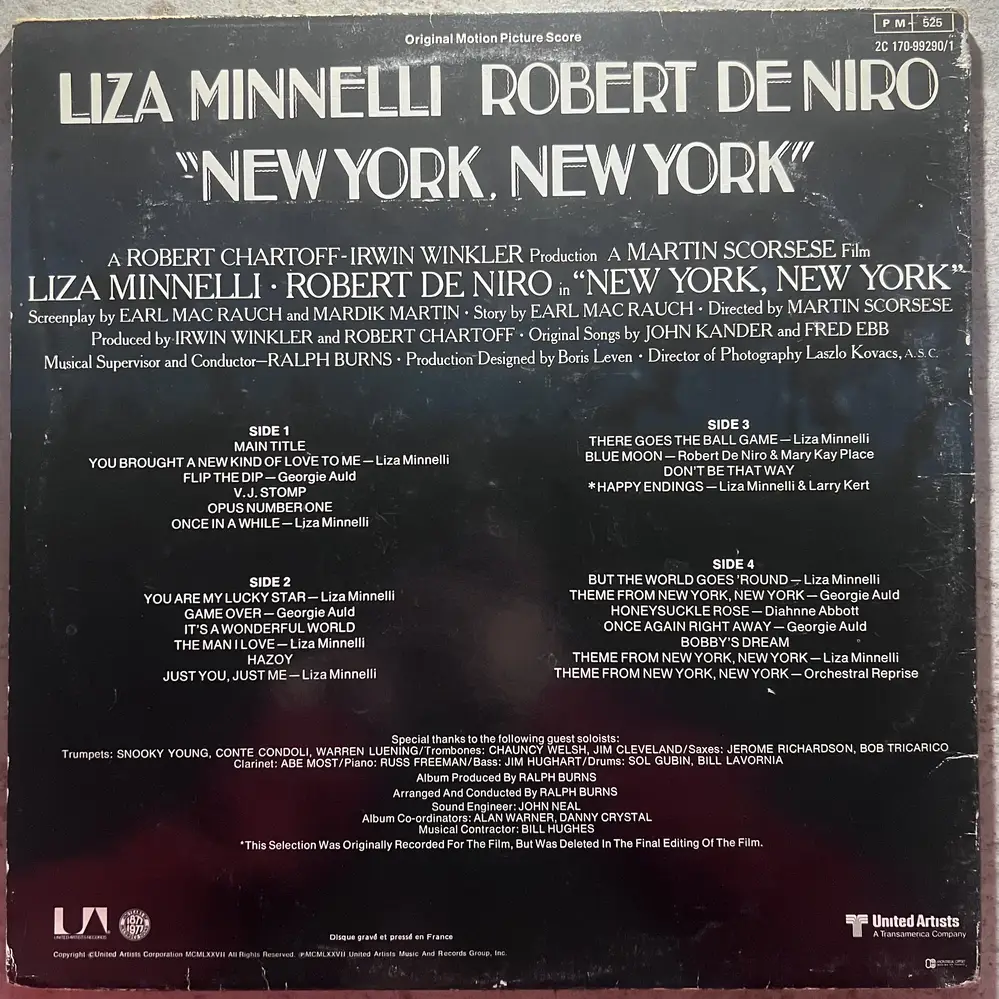 Original Motion Picture Score
PM 525
2C 170-99290/1
LIZA MINNELLI ROBERT DE NIRO
"NEW YORK, NEW YORK"
A ROBERT CHARTOFF-IRWIN WINKLER Production A MARTIN SCORSESE Film
LIZA MINNELLI · ROBERT DE NIRO in "NEW YORK, NEW YORK"
Screenplay by EARL MAC RAUCH and MARDIK MARTIN · Story by EARL MAC RAUCH · Directed by MARTIN SCORSESE
Produced by IRWIN WINKLER and ROBERT CHARTOFF · Original Songs by JOHN KANDER and FRED EBB
Musical Supervisor and Conductor—RALPH BURNS · Production Designed by Boris Leven · Director of Photography Laszlo Kovacs, A.S.C.
SIDE 1
MAIN TITLE
YOU BROUGHT A NEW KIND OF LOVE TO ME — Liza Minnelli
FLIP THE DIP — Georgie Auld
V.J. STOMP
OPUS NUMBER ONE
ONCE IN A WHILE — Liza Minnelli
SIDE 2
YOU ARE MY LUCKY STAR — Liza Minnelli
GAME OVER — Georgie Auld
IT'S A WONDERFUL WORLD
THE MAN I LOVE — Liza Minnelli
HAZOY
JUST YOU, JUST ME — Liza Minnelli
SIDE 3
THERE GOES THE BALL GAME — Liza Minnelli
BLUE MOON — Robert De Niro & Mary Kay Place
DON'T BE THAT WAY
*HAPPY ENDINGS — Liza Minnelli & Larry Kert
SIDE 4
BUT THE WORLD GOES 'ROUND — Liza Minnelli
THEME FROM NEW YORK, NEW YORK — Georgie Auld
HONEYSUCKLE ROSE — Diahnne Abbott
ONCE AGAIN RIGHT AWAY — Georgie Auld
BOBBY'S DREAM
THEME FROM NEW YORK, NEW YORK — Liza Minnelli
THEME FROM NEW YORK, NEW YORK — Orchestral Reprise
Special thanks to the following guest soloists:
Trumpets: SNOOKY YOUNG, CONTE CONDOLI, WARREN LUENING/Trombones: CHAUNCY WELSH, JIM CLEVELAND/Saxes: JEROME RICHARDSON, BOB TRICARICO
Clarinet: ABE MOST/Piano: RUSS FREEMAN/Bass: JIM HUGHART/Drums: SOL GUBIN, BILL LAVORNIA
Album Produced By RALPH BURNS
Arranged And Conducted By RALPH BURNS
Sound Engineer: JOHN NEAL
Album Co-ordinators: ALAN WARNER, DANNY CRYSTAL
Musical Contractor: BILL HUGHES
*This Selection Was Originally Recorded For The Film, But Was Deleted In The Final Editing Of The Film.
UA
UNITED ARTISTS RECORDS
1877
1977
United Artists
A Transamerica Company
Disque gravé et pressé en France
Copyright ©United Artists Corporation MCMLXXVII All Rights Reserved. ℗MCMLXXVII United Artists Music And Records Group, Inc.